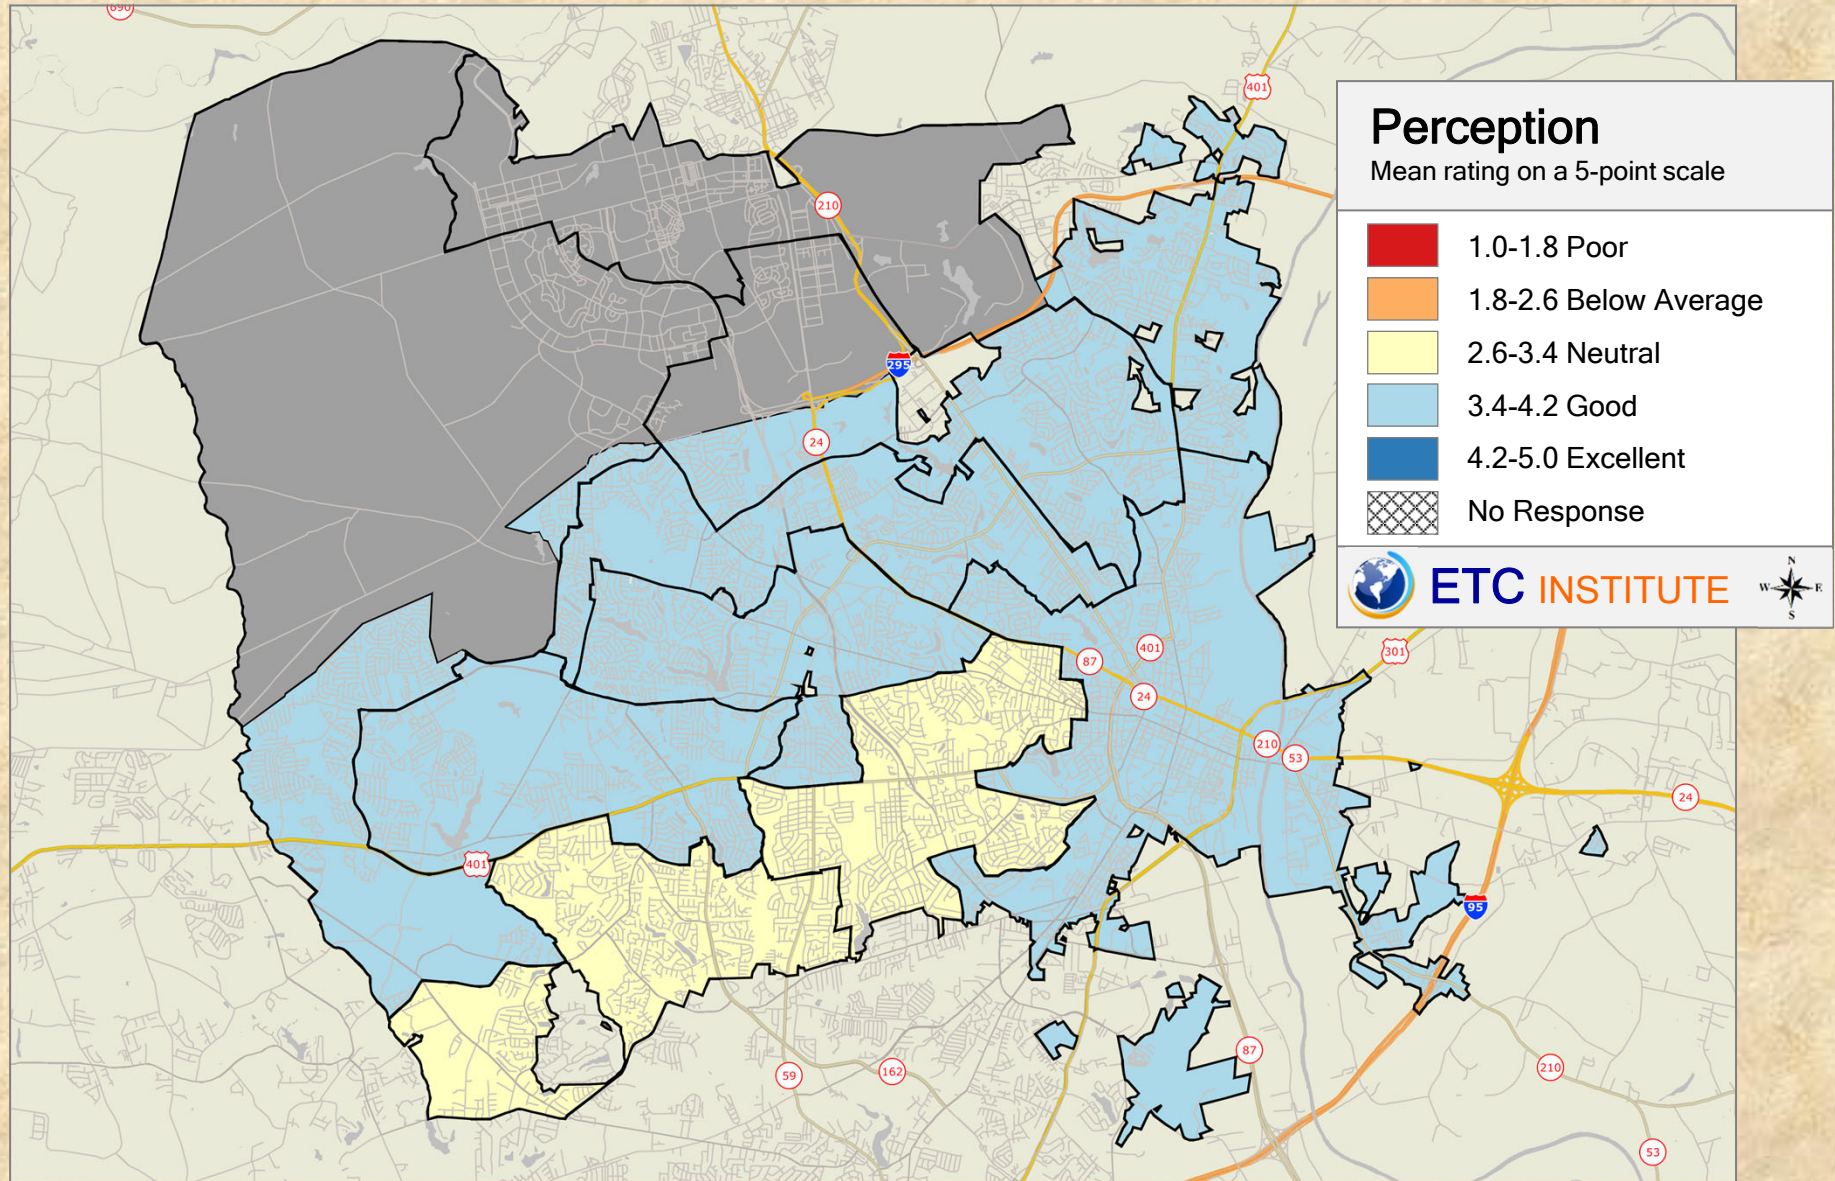 690
401
Perception
Mean rating on a 5-point scale
210
1.0-1.8 Poor
1.8-2.6 Below Average
2.6-3.4 Neutral
295
3.4-4.2 Good
24
4.2-5.0 Excellent
No Response
N
W E
S
ETC INSTITUTE
87
401
301
24
210
53
24
401
95
87
59
162
210
53